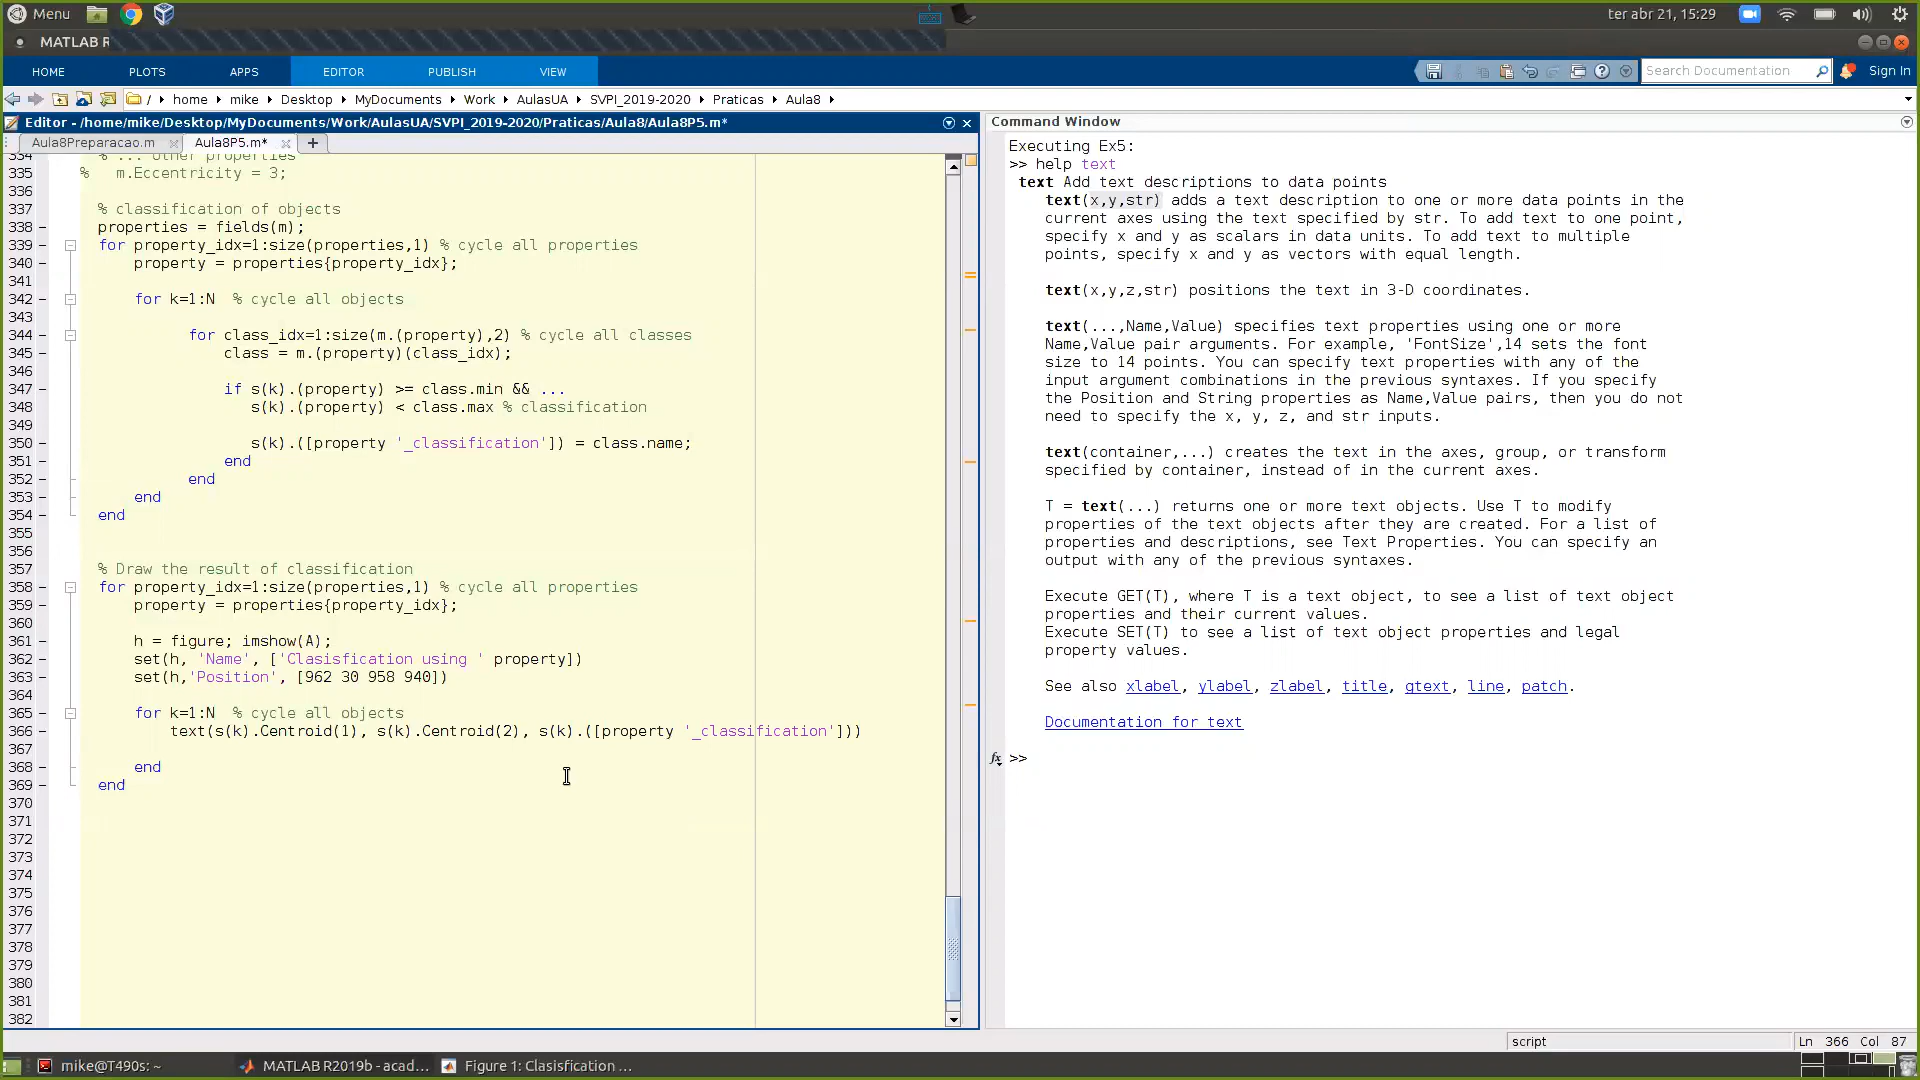 Menu
ter abr 21, 15:29
MATLAB R
HOME PLOTS APPS EDITOR PUBLISH VIEW
Search Documentation
Sign In
/ home mike Desktop MyDocuments Work AulasUA SVPI_2019-2020 Praticas Aula8
Editor - /home/mike/Desktop/MyDocuments/Work/AulasUA/SVPI_2019-2020/Praticas/Aula8/Aula8P5.m*
Aula8Preparacao.m Aula8P5.m* +
334 % ... other properties
335 % m.Eccentricity = 3;
336
337 % classification of objects
338 properties = fields(m);
339 for property_idx=1:size(properties,1) % cycle all properties
340 property = properties{property_idx};
341
342 for k=1:N % cycle all objects
343
344 for class_idx=1:size(m.(property),2) % cycle all classes
345 class = m.(property)(class_idx);
346
347 if s(k).(property) >= class.min && ...
348 s(k).(property) < class.max % classification
349
350 s(k).([property '_classification']) = class.name;
351 end
352 end
353 end
354 end
355
356
357 % Draw the result of classification
358 for property_idx=1:size(properties,1) % cycle all properties
359 property = properties{property_idx};
360
361 h = figure; imshow(A);
362 set(h, 'Name', ['Clasisfication using ' property])
363 set(h,'Position', [962 30 958 940])
364
365 for k=1:N % cycle all objects
366 text(s(k).Centroid(1), s(k).Centroid(2), s(k).([property '_classification']))
367
368 end
369 end
370
371
372
373
374
375
376
377
378
379
380
381
382
Command Window
Executing Ex5:
>> help text
text Add text descriptions to data points
text(x,y,str) adds a text description to one or more data points in the
current axes using the text specified by str. To add text to one point,
specify x and y as scalars in data units. To add text to multiple
points, specify x and y as vectors with equal length.
text(x,y,z,str) positions the text in 3-D coordinates.
text(...,Name,Value) specifies text properties using one or more
Name,Value pair arguments. For example, 'FontSize',14 sets the font
size to 14 points. You can specify text properties with any of the
input argument combinations in the previous syntaxes. If you specify
the Position and String properties as Name,Value pairs, then you do not
need to specify the x, y, z, and str inputs.
text(container,...) creates the text in the axes, group, or transform
specified by container, instead of in the current axes.
T = text(...) returns one or more text objects. Use T to modify
properties of the text objects after they are created. For a list of
properties and descriptions, see Text Properties. You can specify an
output with any of the previous syntaxes.
Execute GET(T), where T is a text object, to see a list of text object
properties and their current values.
Execute SET(T) to see a list of text object properties and legal
property values.
See also xlabel, ylabel, zlabel, title, gtext, line, patch.
Documentation for text
fx >>
script
Ln 366 Col 87
mike@T490s: ~
MATLAB R2019b - acad...
Figure 1: Clasisfication ...